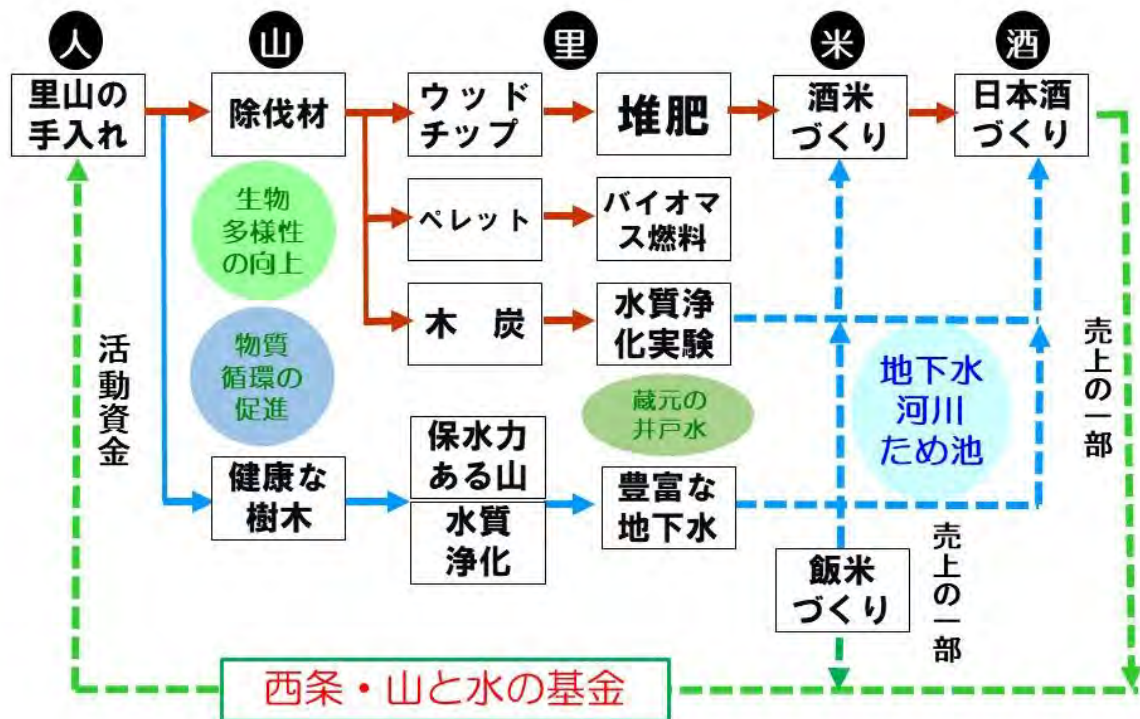 人
山
里
米
酒
里山の
手入れ
除伐材
ウッド
チップ
堆肥
酒米
づくり
日本酒
づくり
生物
多様性
の向上
ペレット
バイオマ
ス燃料
木 炭
水質浄
化実験
物質
循環の
促進
蔵元の
井戸水
地下水
河川
ため池
活動資金
売上の一部
健康な
樹木
保水力
ある山
水質
浄化
豊富な
地下水
飯米
づくり
売上の一部
西条・山と水の基金